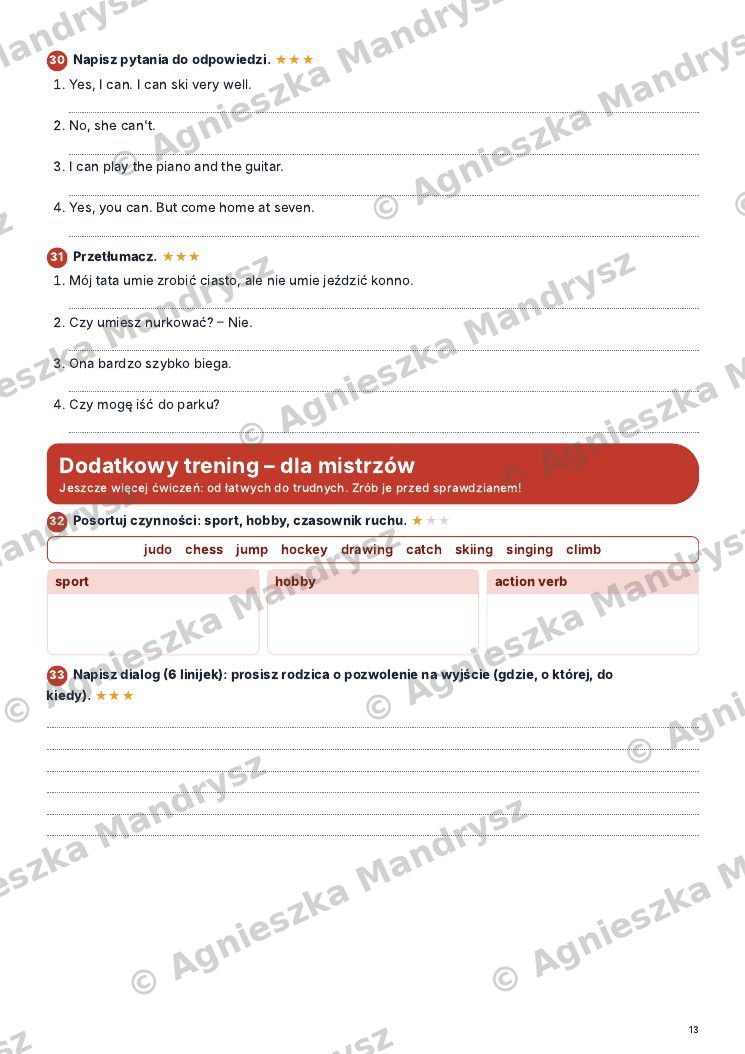 30 Napisz pytania do odpowiedzi. ★★★
1. Yes, I can. I can ski very well.
2. No, she can't.
3. I can play the piano and the guitar.
4. Yes, you can. But come home at seven.
31 Przetłumacz. ★★★
1. Mój tata umie zrobić ciasto, ale nie umie jeździć konno.
2. Czy umiesz nurkować? – Nie.
3. Ona bardzo szybko biega.
4. Czy mogę iść do parku?
Dodatkowy trening – dla mistrzów
Jeszcze więcej ćwiczeń: od łatwych do trudnych. Zrób je przed sprawdzianem!
32 Posortuj czynności: sport, hobby, czasownik ruchu. ★★★
judo chess jump hockey drawing catch skiing singing climb
sport hobby action verb
33 Napisz dialog (6 linijek): prosisz rodzica o pozwolenie na wyjście (gdzie, o której, do
kiedy). ★★★
13
© Agnieszka Mandrysz